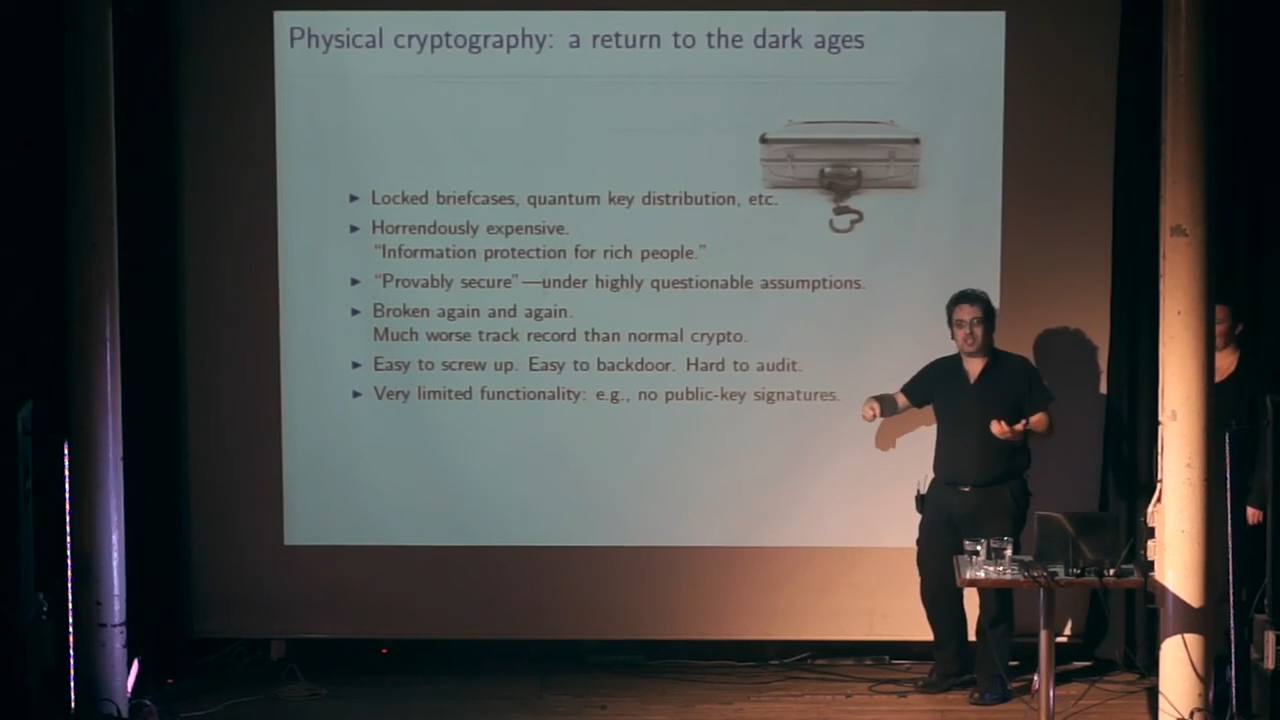 Physical cryptography: a return to the dark ages
► Locked briefcases, quantum key distribution, etc.
► Horrendously expensive.
“Information protection for rich people.”
► “Provably secure”—under highly questionable assumptions.
► Broken again and again.
Much worse track record than normal crypto.
► Easy to screw up. Easy to backdoor. Hard to audit.
► Very limited functionality: e.g., no public-key signatures.